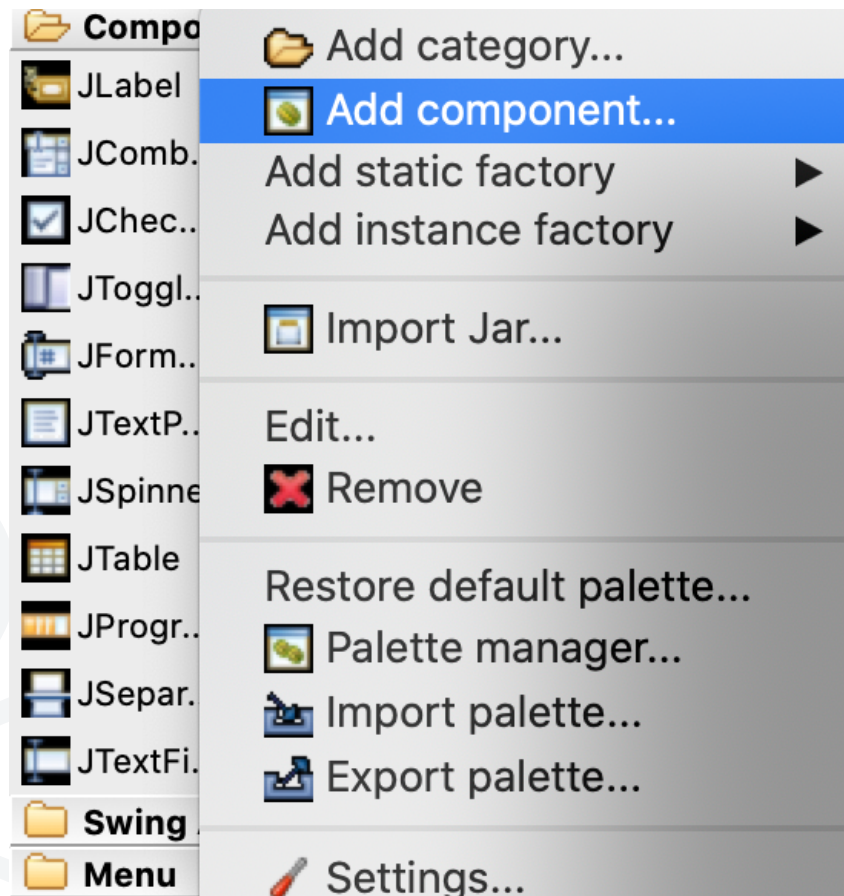 Compo
JLabel
JComb.
JChec..
JToggl..
JForm..
JTextP..
JSpinne
JTable
JProgr..
JSepar.
JTextFi.
Swing
Menu
Add category...
Add component...
Add static factory
Add instance factory
Import Jar...
Edit...
Remove
Restore default palette...
Palette manager...
Import palette...
Export palette...
Settings...